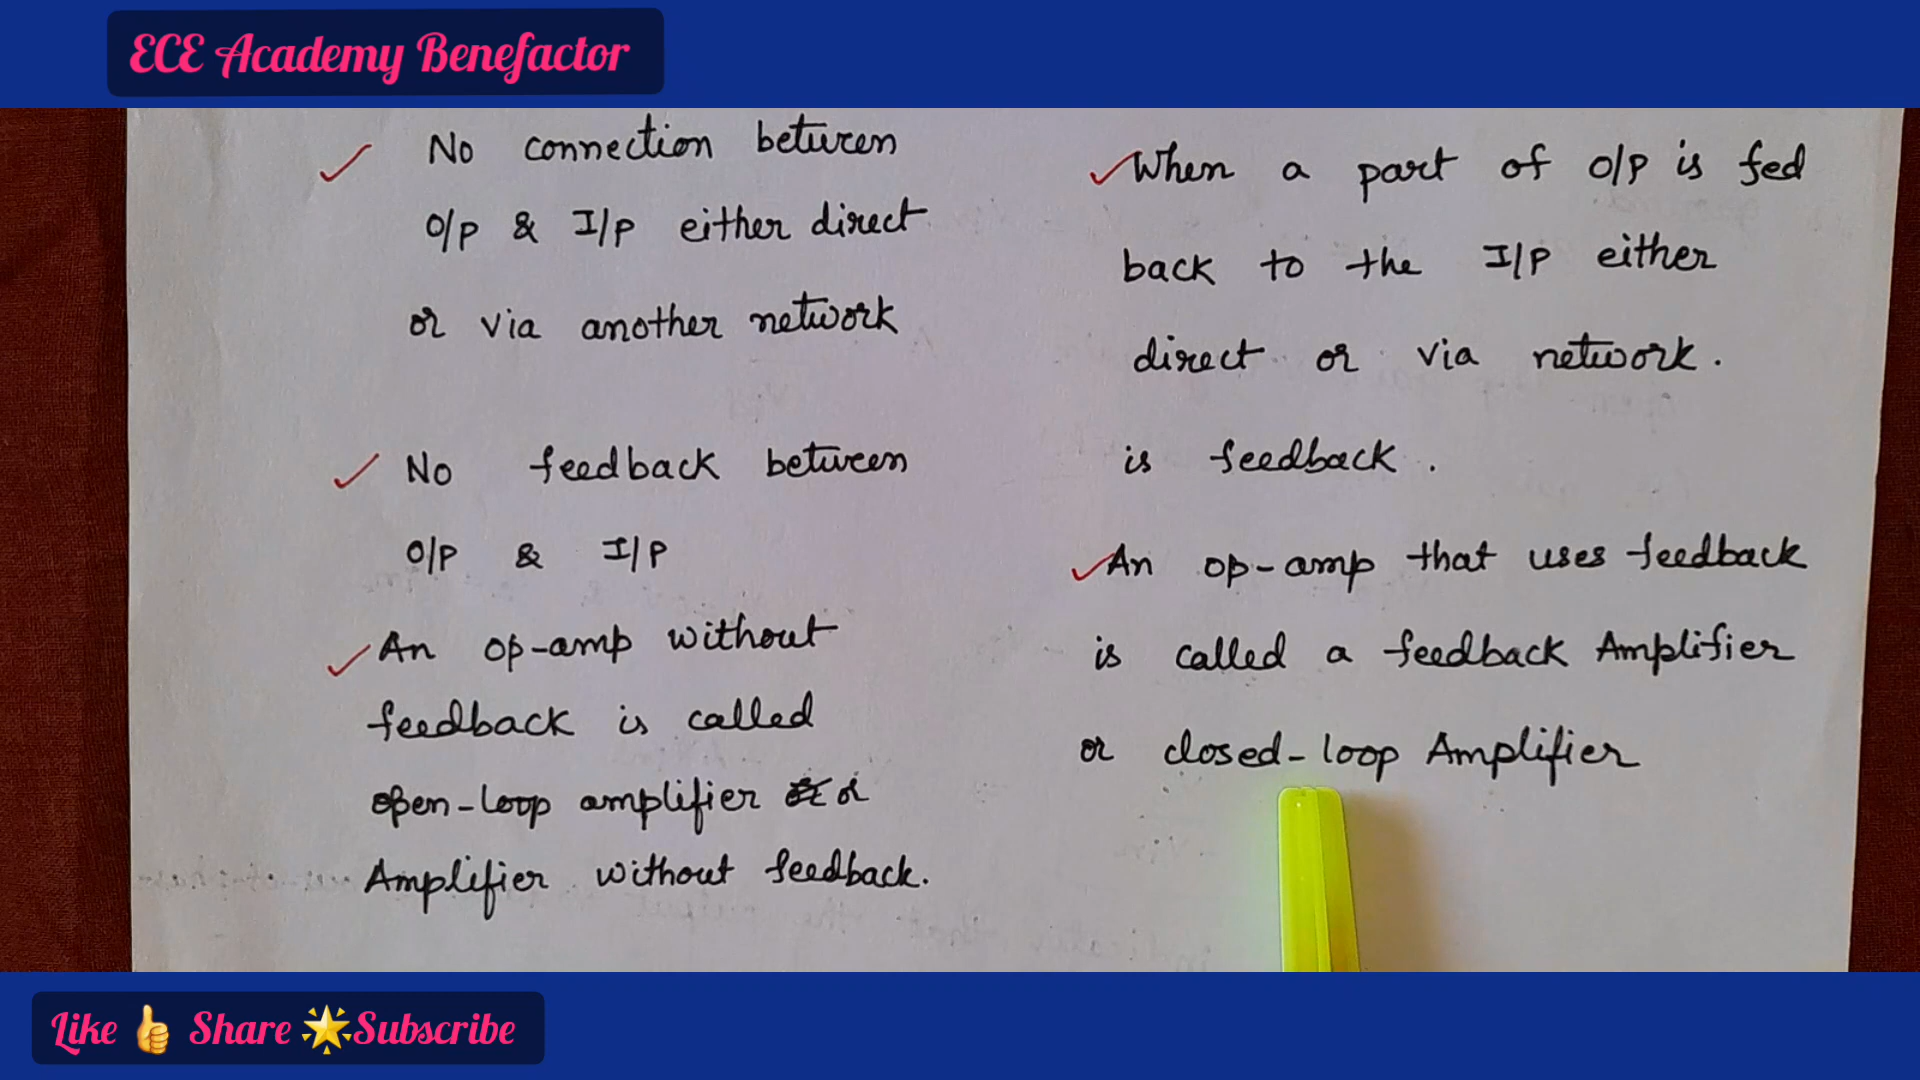 ECE Academy Benefactor
No connection between
O/p & I/p either direct
or via another network
No feedback between
O/P & I/P
An op-amp without
feedback is called
open-loop amplifier or
Amplifier without feedback.
When a part of o/p is fed
back to the I/P either
direct or via network.
is feedback.
An op-amp that uses feedback
is called a feedback Amplifier
or closed-loop Amplifier
Like 👍 Share 🌟Subscribe